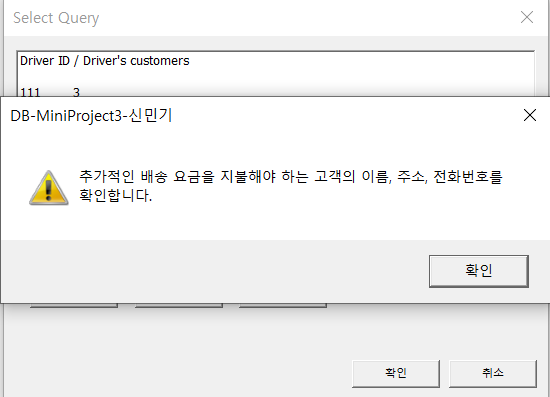 Select Query
Driver ID / Driver's customers
111 3
DB-MiniProject3-신민기
추가적인 배송 요금을 지불해야 하는 고객의 이름, 주소, 전화번호를
확인합니다.
확인
확인 취소